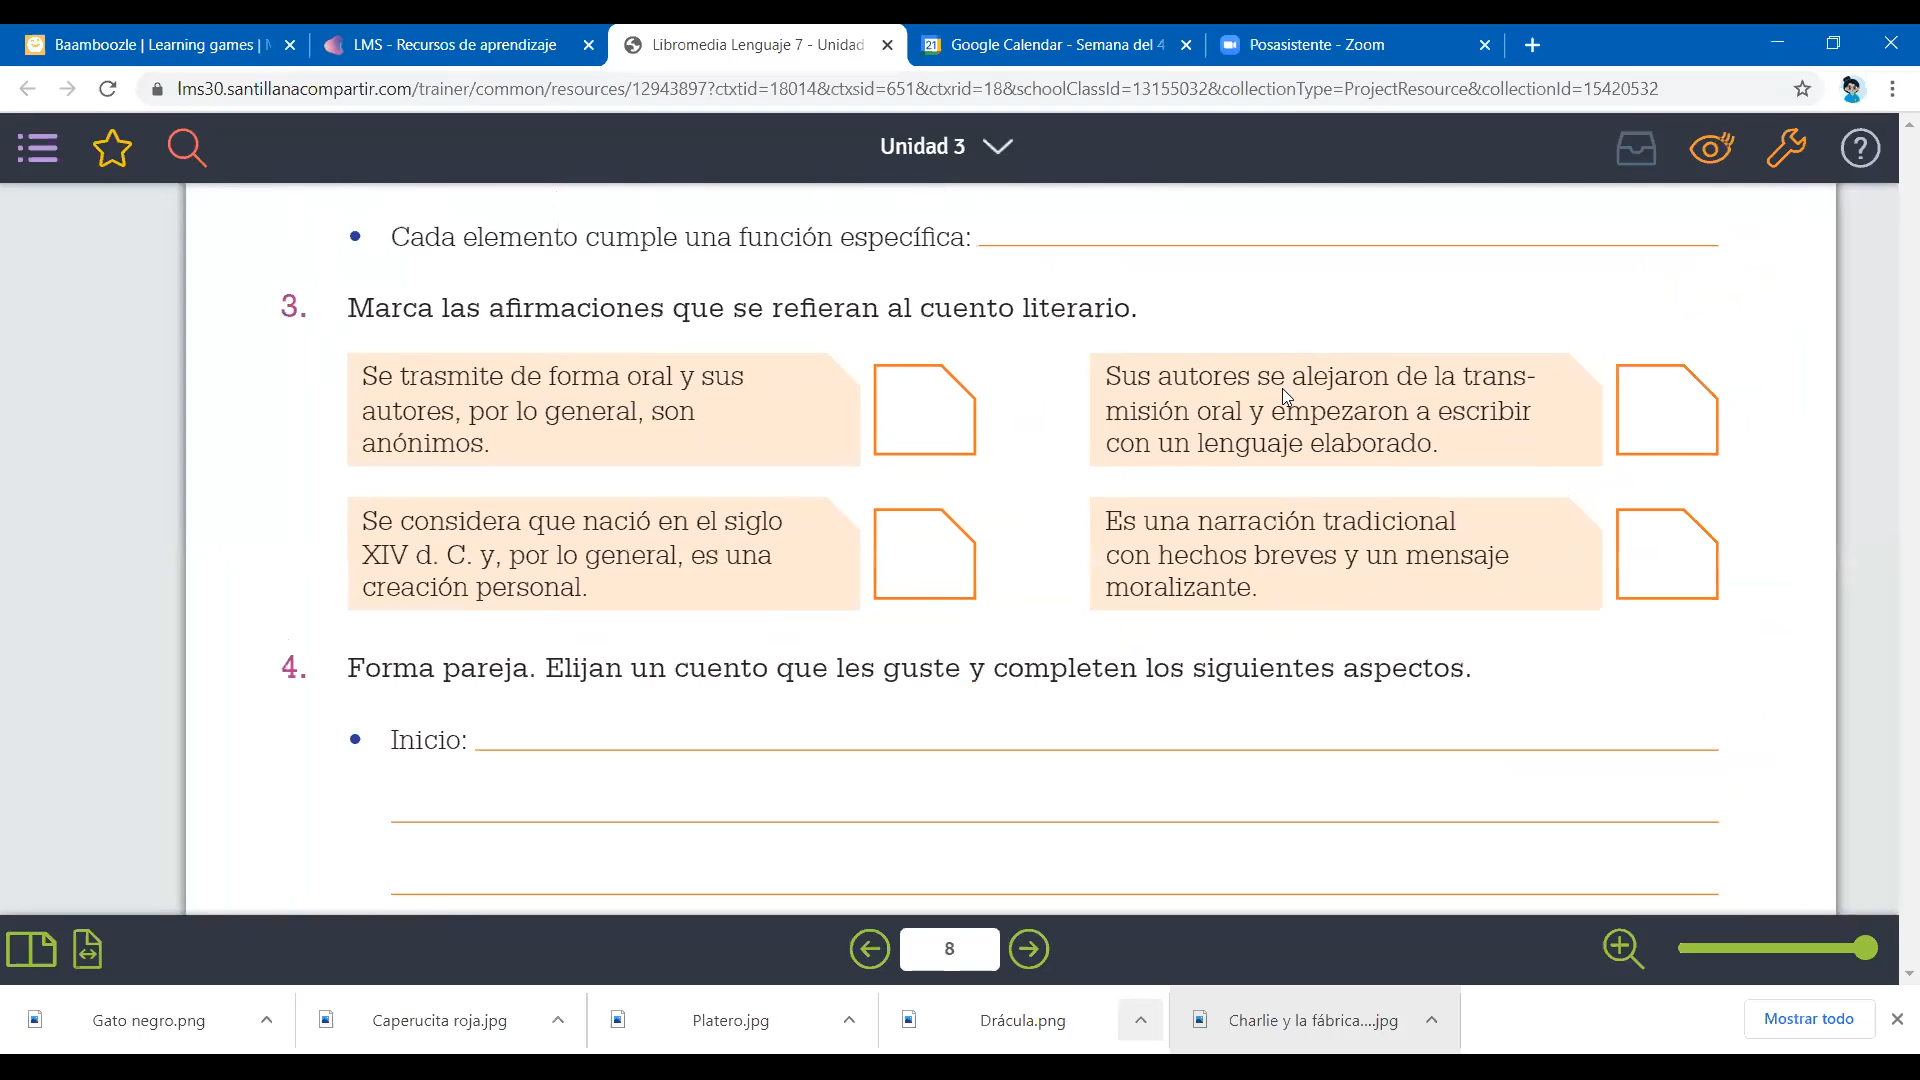 Baamboozle | Learning games |
LMS - Recursos de aprendizaje
Libromedia Lenguaje 7 - Unidad
Google Calendar - Semana del 4
Posasistente - Zoom
lms30.santillanacompartir.com/trainer/common/resources/12943897?ctxtid=18014&ctxsid=651&ctxrid=18&schoolClassId=13155032&collectionType=ProjectResource&collectionId=15420532
Unidad 3
• Cada elemento cumple una función específica:
3. Marca las afirmaciones que se refieran al cuento literario.
Se trasmite de forma oral y sus
autores, por lo general, son
anónimos.
Sus autores se alejaron de la trans-
misión oral y empezaron a escribir
con un lenguaje elaborado.
Se considera que nació en el siglo
XIV d. C. y, por lo general, es una
creación personal.
Es una narración tradicional
con hechos breves y un mensaje
moralizante.
4. Forma pareja. Elijan un cuento que les guste y completen los siguientes aspectos.
• Inicio:
8
Gato negro.png
Caperucita roja.jpg
Platero.jpg
Drácula.png
Charlie y la fábrica....jpg
Mostrar todo